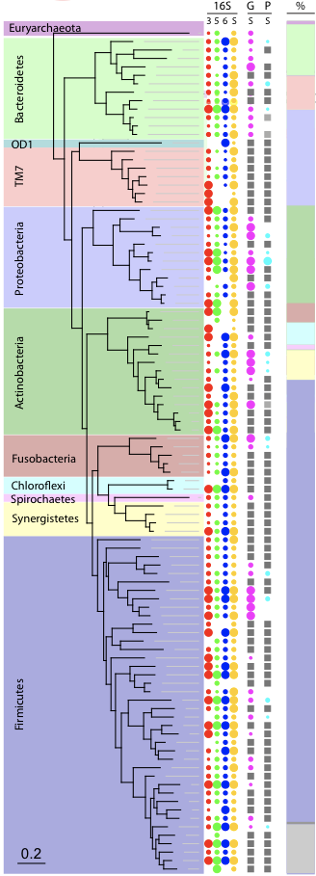 16S G P %
3 5 6 S S S
Euryarchaeota
Bacteroidetes
OD1
TM7
Proteobacteria
Actinobacteria
Fusobacteria
Chloroflexi
Spirochaetes
Synergistetes
Firmicutes
0.2